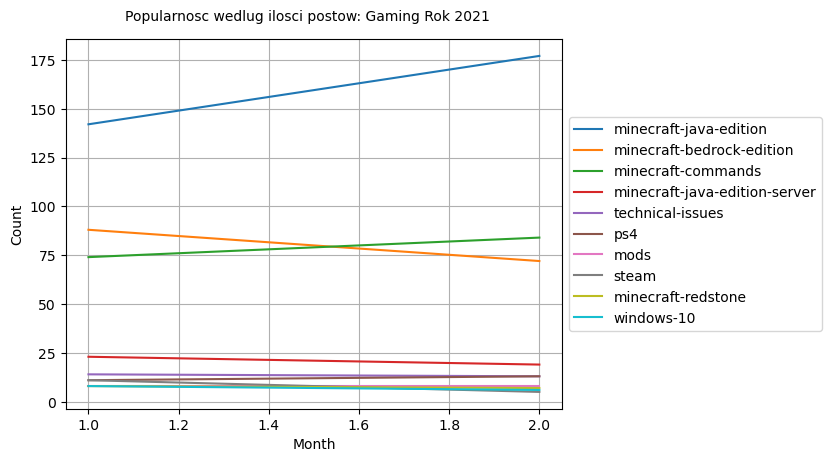 Popularnosc wedlug ilosci postow: Gaming Rok 2021
175
150
125
100
75
50
25
0
Count
1.0 1.2 1.4 1.6 1.8 2.0
Month
minecraft-java-edition
minecraft-bedrock-edition
minecraft-commands
minecraft-java-edition-server
technical-issues
ps4
mods
steam
minecraft-redstone
windows-10